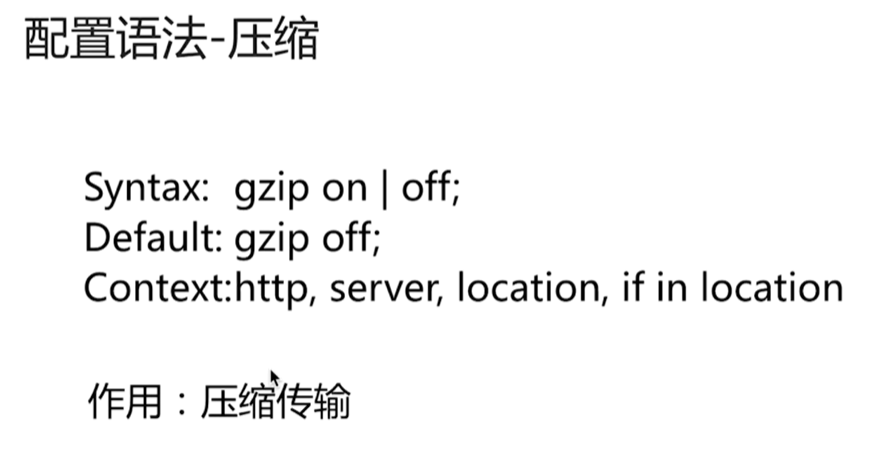 配置语法-压缩
Syntax: gzip on | off;
Default: gzip off;
Context:http, server, location, if in location
作用：压缩传输